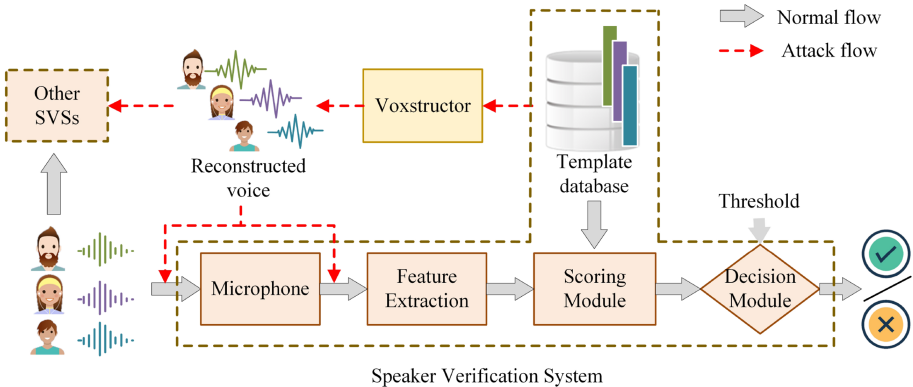 Normal flow
Attack flow
Other
SVSs
Voxstructor
Reconstructed
voice
Template
database
Threshold
Microphone
Feature
Extraction
Scoring
Module
Decision
Module
Speaker Verification System